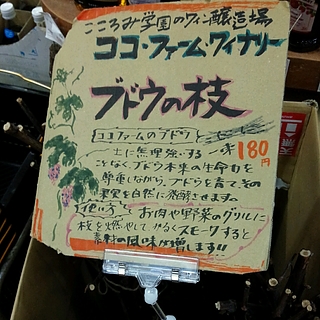 こころみ学園のワイン醸造場
ココ・ファーム・ワイナリー
ブドウの枝
ココファームのブドウ
一本180円
土に無理強いする
ことなく、ブドウ本来の生命力を
尊重しながら、ブドウを育て、その
果実を自然に発酵させます。
使い方 お肉や野菜のグリルに
枝を燃やして、かるくスモークすると
素材の風味が増します!!